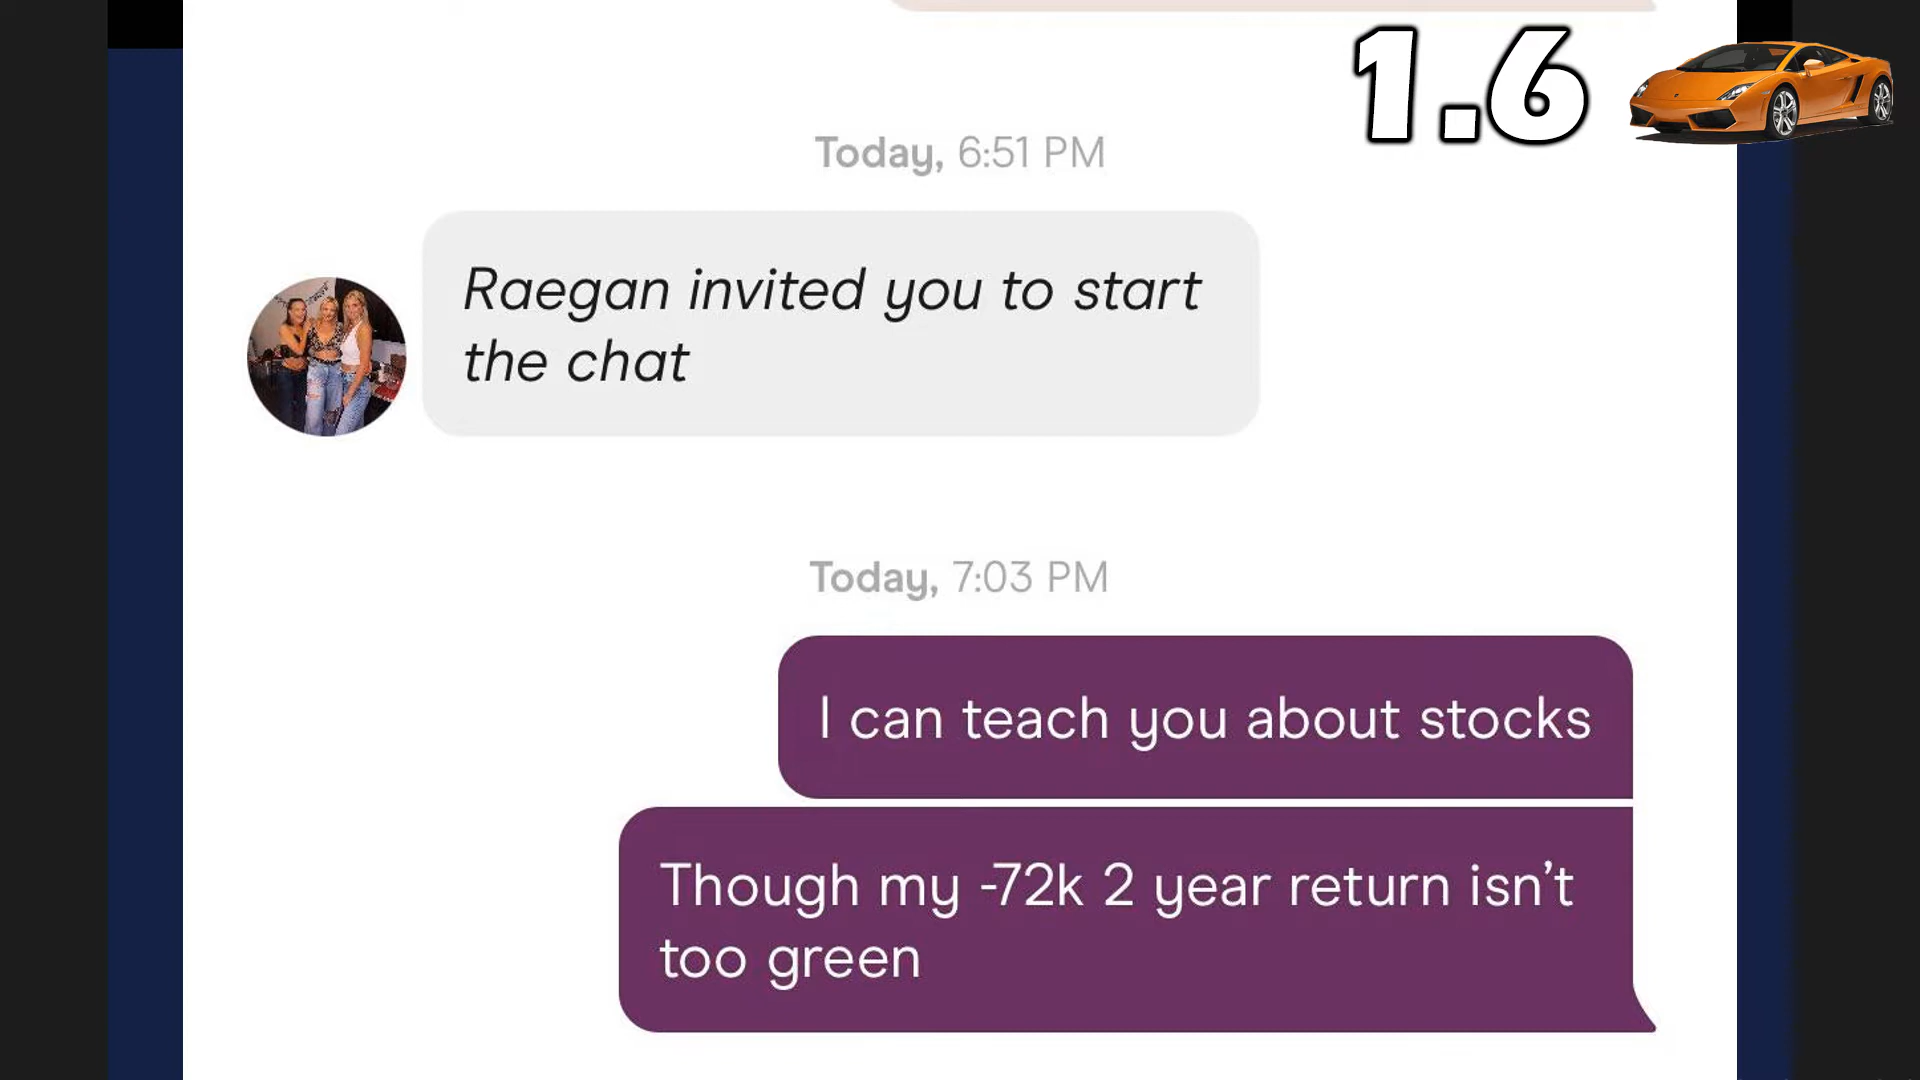 1.6
Today, 6:51 PM
Raegan invited you to start
the chat
Today, 7:03 PM
I can teach you about stocks
Though my -72k 2 year return isn't
too green